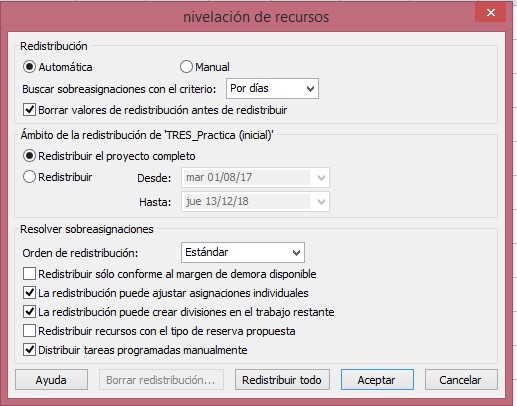 nivelación de recursos
Redistribución
Automática Manual
Buscar sobreasignaciones con el criterio: Por días
Borrar valores de redistribución antes de redistribuir
Ámbito de la redistribución de 'TRES_Practica (inicial)'
Redistribuir el proyecto completo
Redistribuir Desde: mar 01/08/17
Hasta: jue 13/12/18
Resolver sobreasignaciones
Orden de redistribución: Estándar
Redistribuir sólo conforme al margen de demora disponible
La redistribución puede ajustar asignaciones individuales
La redistribución puede crear divisiones en el trabajo restante
Redistribuir recursos con el tipo de reserva propuesta
Distribuir tareas programadas manualmente
Ayuda Borrar redistribución... Redistribuir todo Aceptar Cancelar